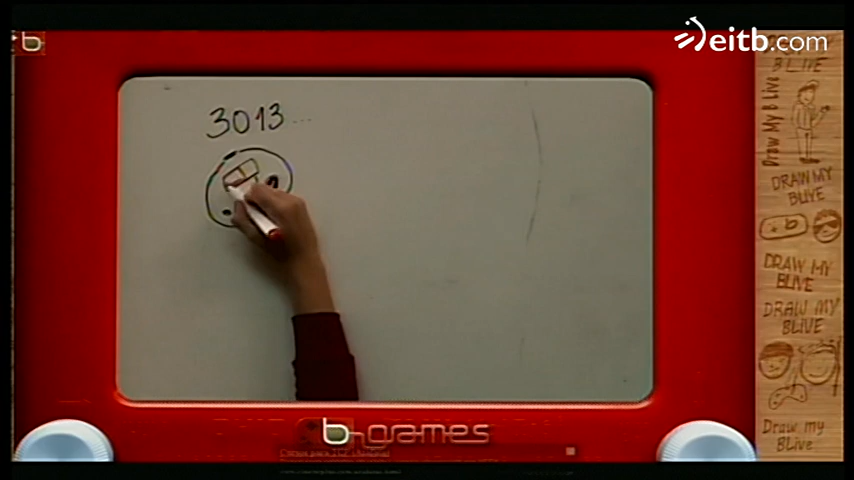 eitb.com
b
3013...
Draw My B Live
DRAW MY
BLIVE
b
DRAW MY
BLIVE
DRAW MY
BLIVE
Draw my
BLive
b games